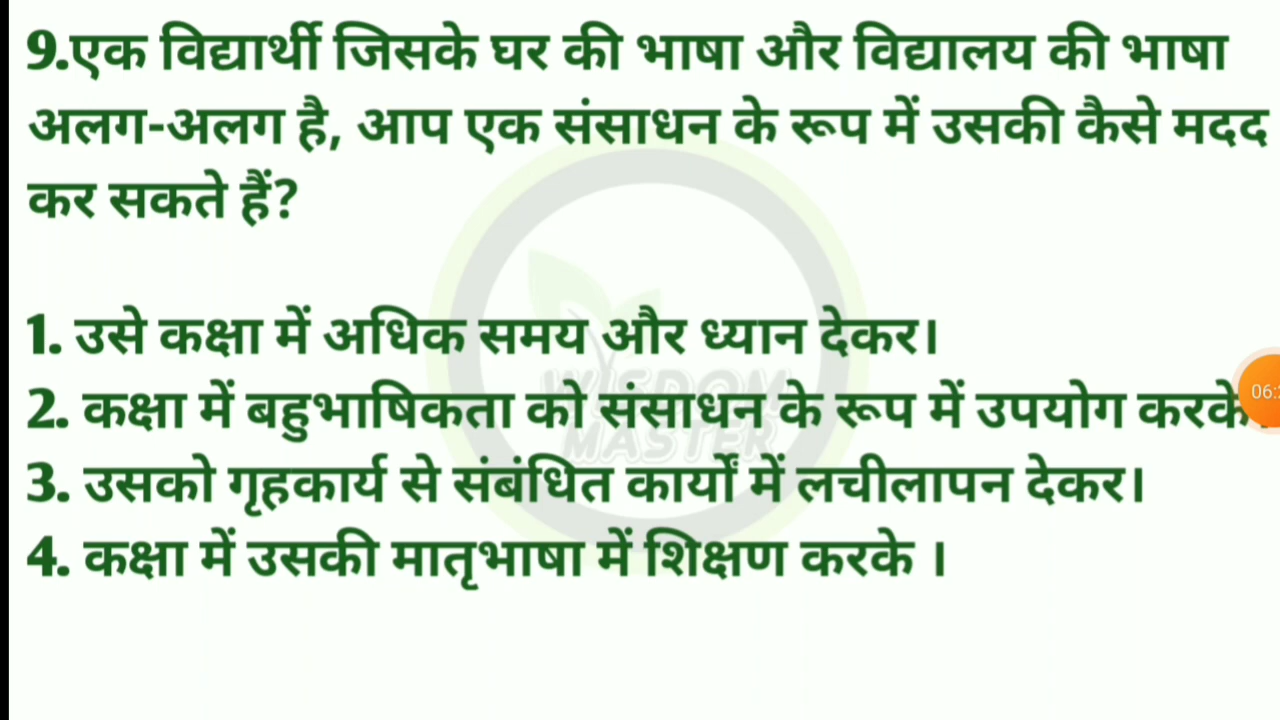 9.एक विद्यार्थी जिसके घर की भाषा और विद्यालय की भाषा
अलग-अलग है, आप एक संसाधन के रूप में उसकी कैसे मदद
कर सकते हैं?
1. उसे कक्षा में अधिक समय और ध्यान देकर।
2. कक्षा में बहुभाषिकता को संसाधन के रूप में उपयोग करके
3. उसको गृहकार्य से संबंधित कार्यों में लचीलापन देकर।
4. कक्षा में उसकी मातृभाषा में शिक्षण करके ।
WISDOM
MASTER